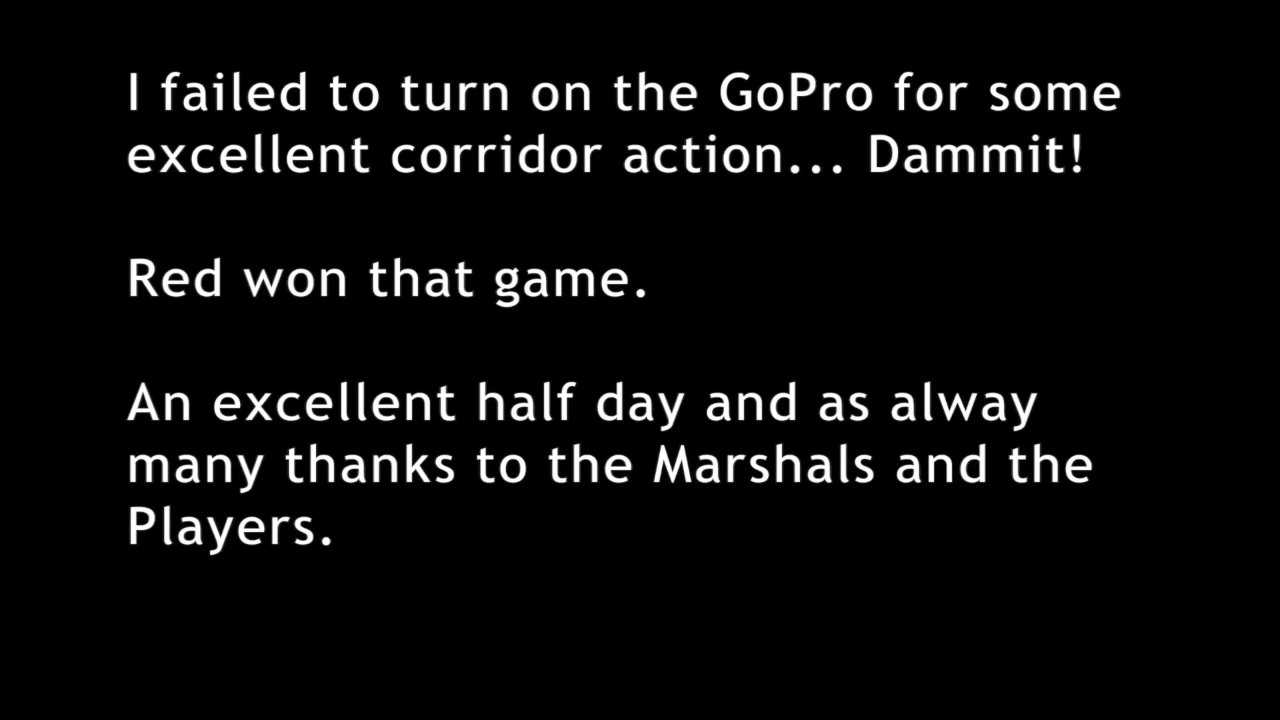 I failed to turn on the GoPro for some
excellent corridor action... Dammit!
Red won that game.
An excellent half day and as alway
many thanks to the Marshals and the
Players.